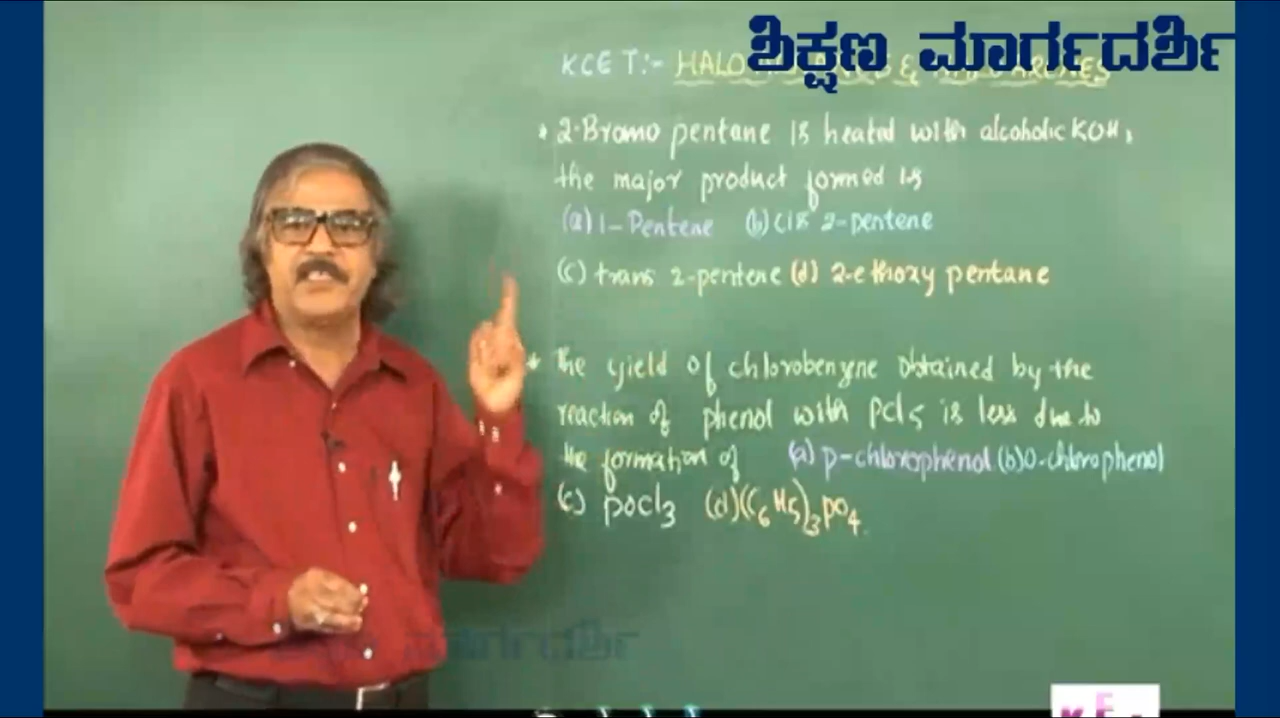 ಶಿಕ್ಷಣ ಮಾರ್ಗದರ್ಶಿ
KCET:- HALO & ARENES
* 2-Bromo pentane is heated with alcoholic KOH,
the major product formed is
(a) 1-Pentene (b) cis 2-pentene
(c) trans 2-pentene (d) 2-ethoxy pentane
* The yield of chlorobenzene obtained by the
reaction of phenol with PCl5 is less due to
the formation of (a) p-chlorophenol (b) o-chlorophenol
(c) POCl3 (d) (C6H5)3PO4.